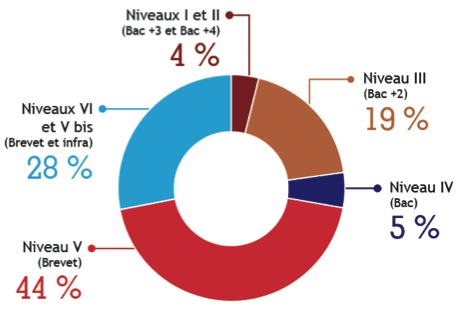 Niveaux I et II
(Bac +3 et Bac +4)
4 %
Niveau III
(Bac +2)
19 %
Niveau IV
(Bac)
5 %
Niveau V
(Brevet)
44 %
Niveaux VI
et V bis
(Brevet et infra)
28 %